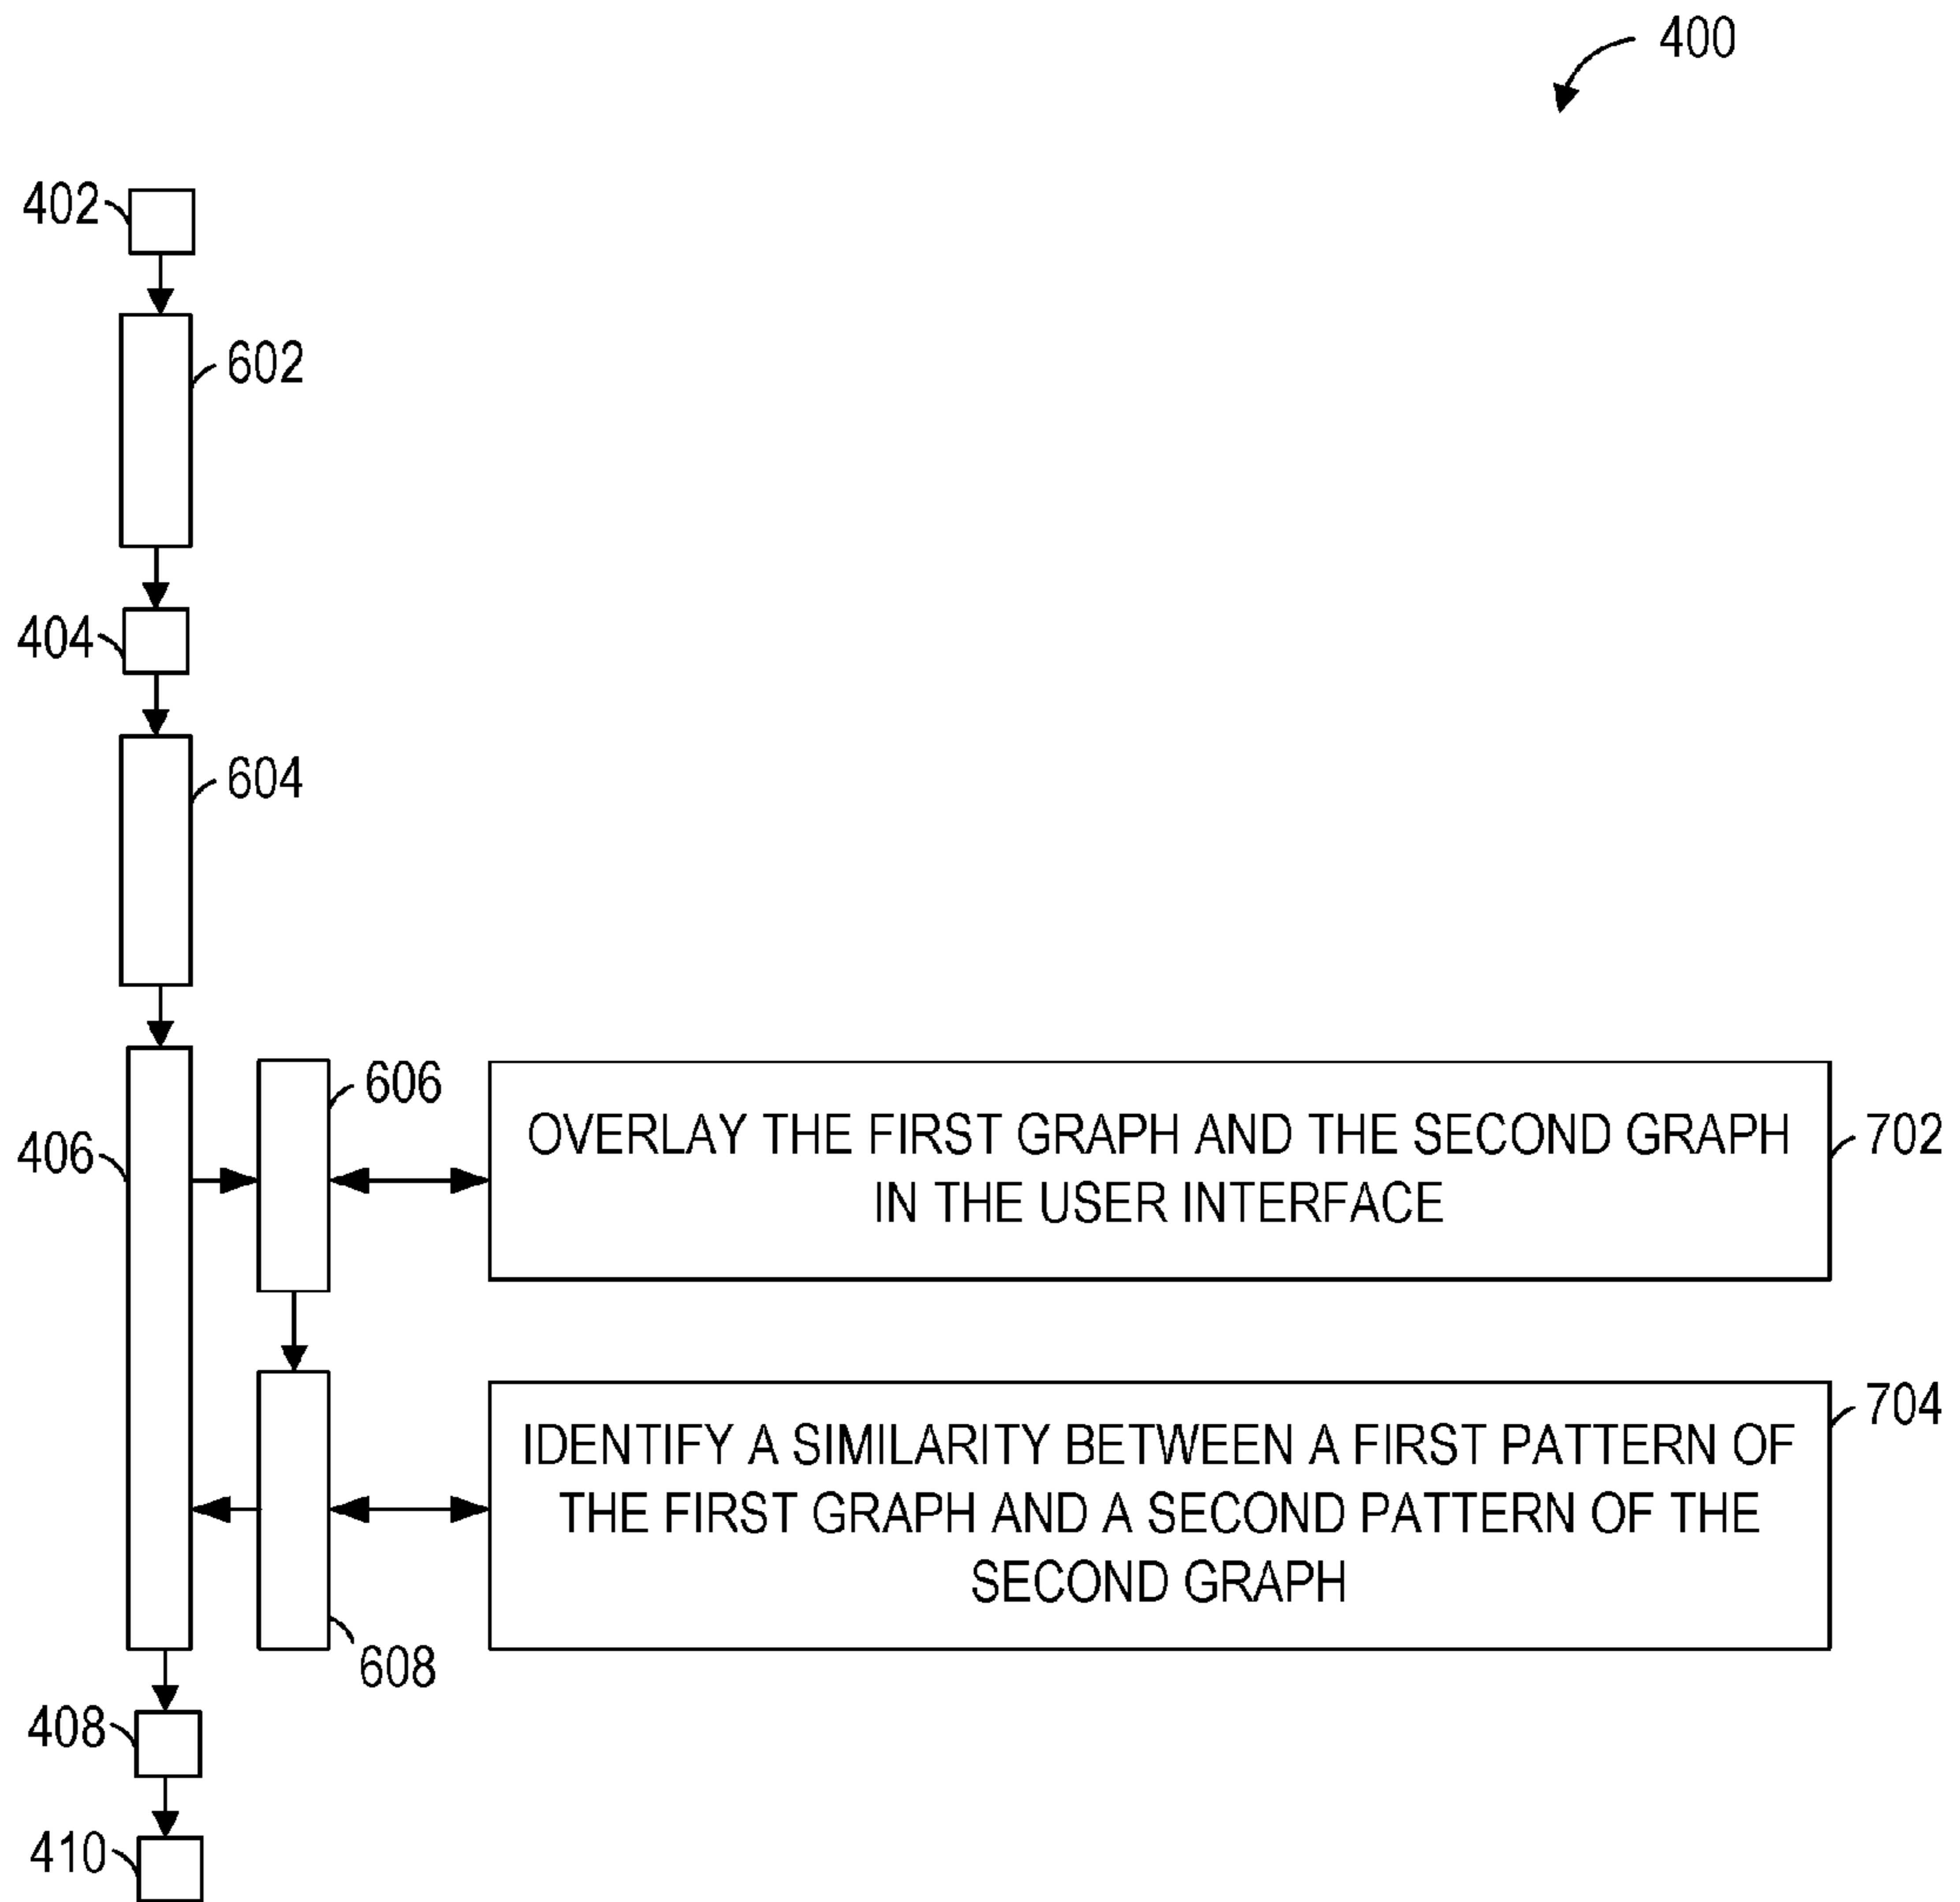 400
402
602
404
604
606
406
OVERLAY THE FIRST GRAPH AND THE SECOND GRAPH
IN THE USER INTERFACE
702
704
IDENTIFY A SIMILARITY BETWEEN A FIRST PATTERN OF
THE FIRST GRAPH AND A SECOND PATTERN OF THE
SECOND GRAPH
608
408
410